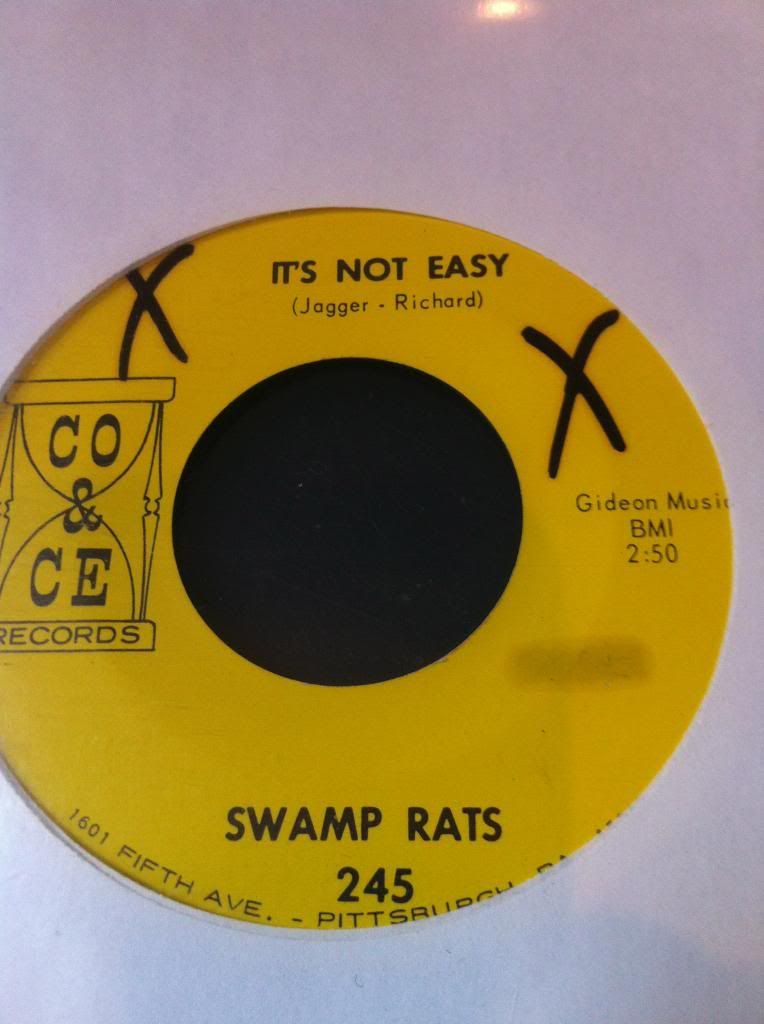 IT'S NOT EASY
(Jagger - Richard)
X
X
CO
&
CE
RECORDS
Gideon Music
BMI
2:50
SWAMP RATS
245
1601 FIFTH AVE. - PITTSBURGH,